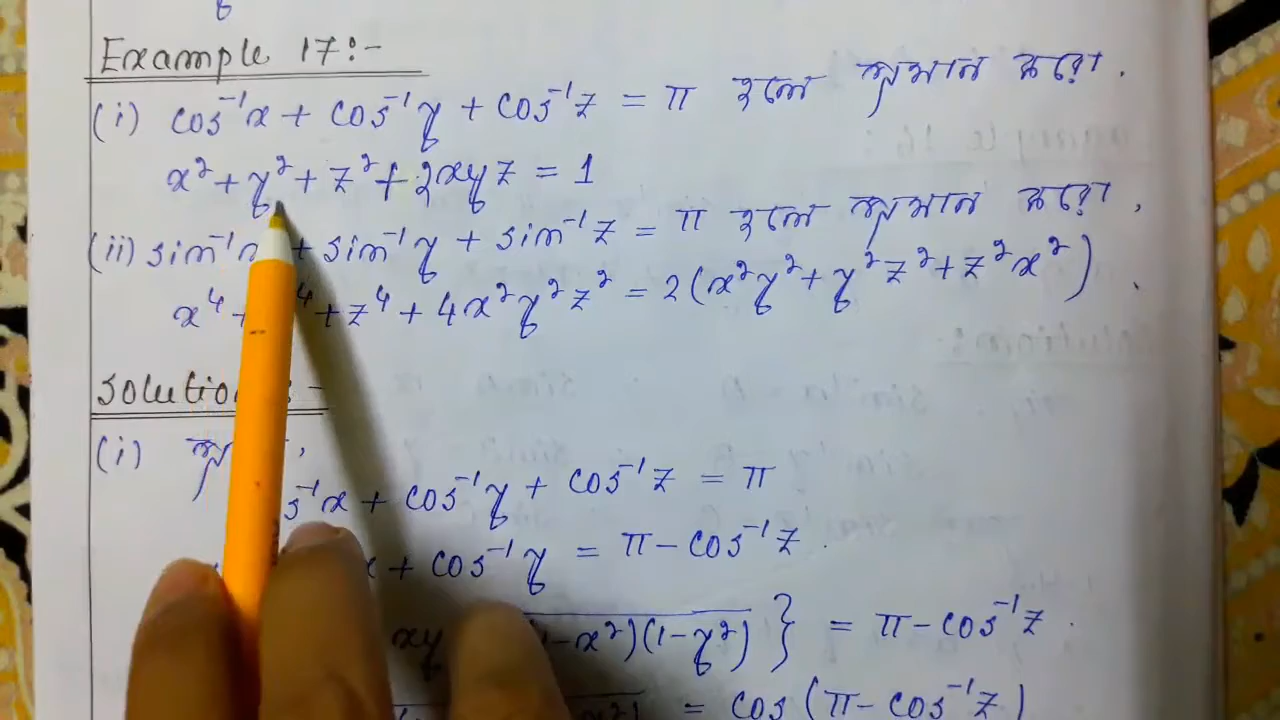 Example 17:-
(i) cos⁻¹x + cos⁻¹y + cos⁻¹z = π হলে প্রমান করো.
x² + y² + z² + 2xyz = 1
(ii) sin⁻¹x + sin⁻¹y + sin⁻¹z = π হলে প্রমান করো,
x⁴ + ⁴ + z⁴ + 4x²y²z² = 2(x²y² + y²z² + z²x²).
Solution:-
(i)
s⁻¹x + cos⁻¹y + cos⁻¹z = π
x + cos⁻¹y = π - cos⁻¹z.
xy 1-x²)(1-y²)} = π - cos⁻¹z.
= cos(π - cos⁻¹z)